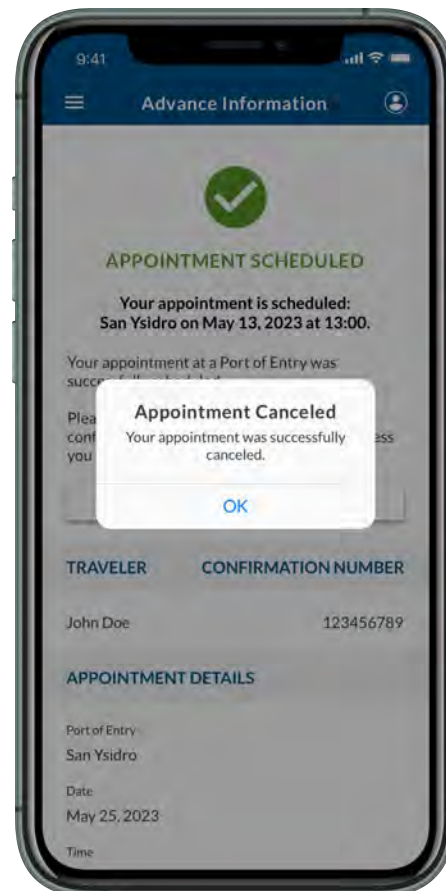 9:41
Advance Information
APPOINTMENT SCHEDULED
Your appointment is scheduled:
San Ysidro on May 13, 2023 at 13:00.
Your appointment at a Port of Entry was
Appointment Canceled
Your appointment was successfully
canceled.
you
OK
TRAVELER CONFIRMATION NUMBER
John Doe 123456789
APPOINTMENT DETAILS
Port of Entry
San Ysidro
Date
May 25, 2023
Time